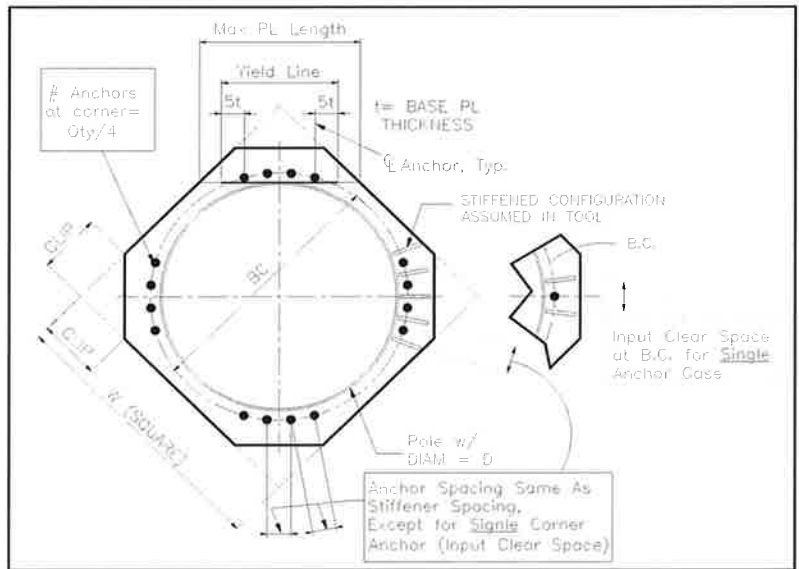 Max PL Length
Yield Line
5t
5t
# Anchors
at corner=
Qty/4
t= BASE PL
THICKNESS
CL Anchor, Typ.
STIFFENED CONFIGURATION
ASSUMED IN TOOL
CLIP
BC
B.C.
CLIP
W (SQUARE)
Input Clear Space
at B.C. for Single
Anchor Case
Pole w/
DIAM = D
Anchor Spacing Same As
Stiffener Spacing,
Except for Signle Corner
Anchor (Input Clear Space)